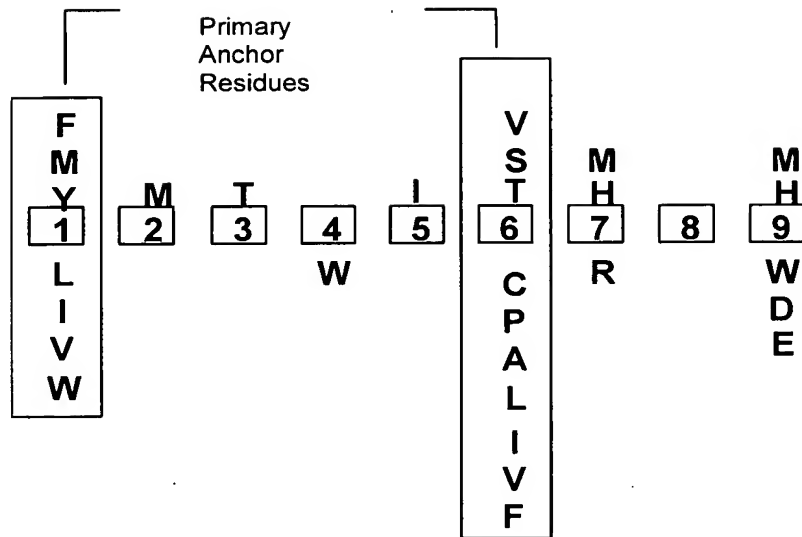 Primary
Anchor
Residues
F V
M S M M
Y M T I T H H
1 2 3 4 5 6 7 8 9
L W C R W
I P D
V A E
W L
I
V
F